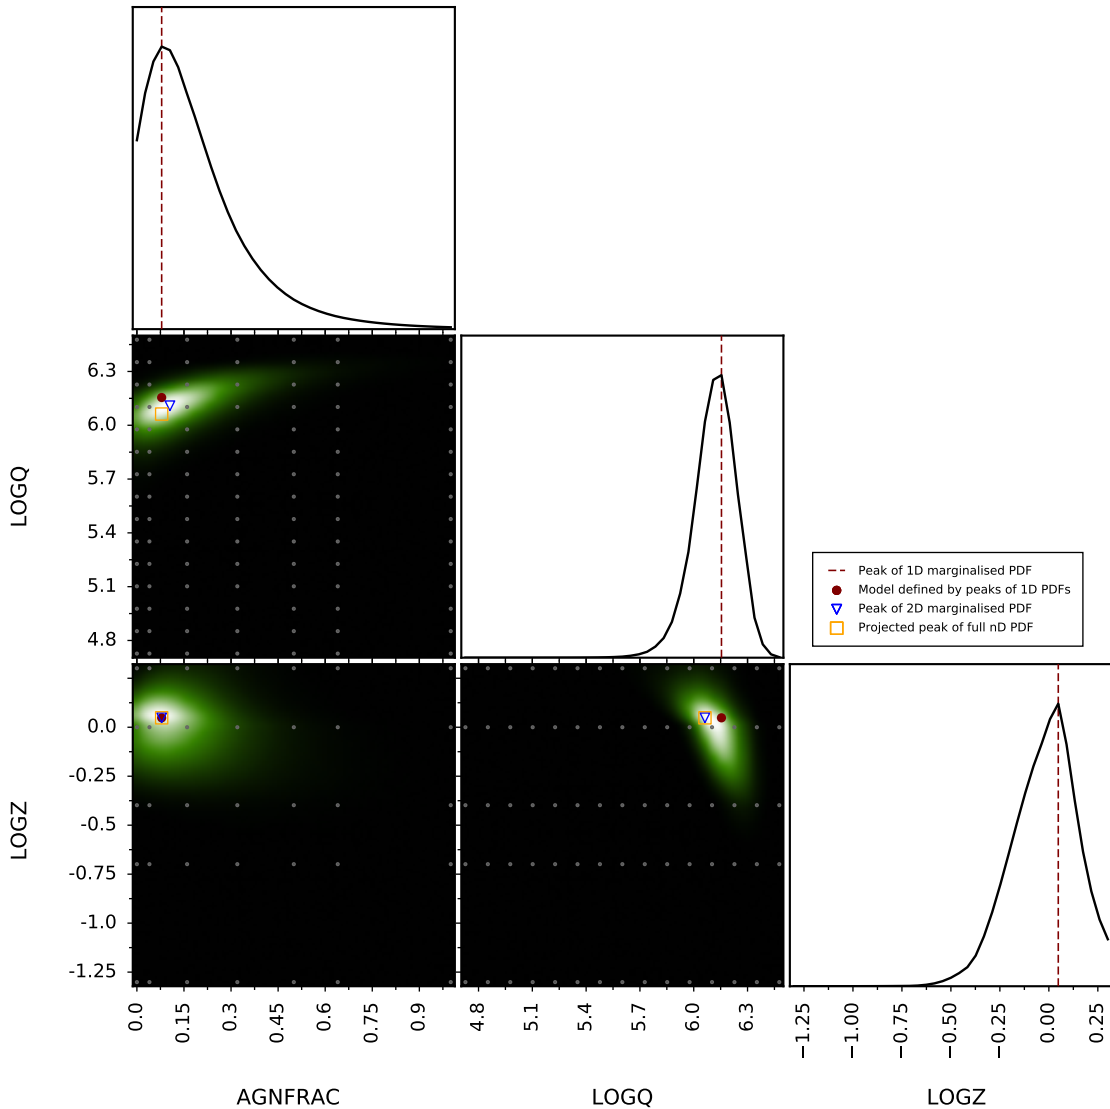 6.3
6.0
5.7
5.4
5.1
4.8
LOGQ
Peak of 1D marginalised PDF
Model defined by peaks of 1D PDFs
Peak of 2D marginalised PDF
Projected peak of full nD PDF
0.0
-0.25
-0.5
-0.75
-1.0
-1.25
LOGZ
0.0 0.15 0.3 0.45 0.6 0.75 0.9
4.8 5.1 5.4 5.7 6.0 6.3
−1.25 −1.00 −0.75 −0.50 −0.25 0.00 0.25
AGNFRAC LOGQ LOGZ